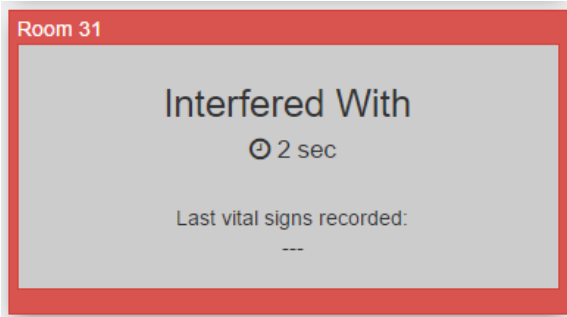 Room 31
Interfered With
2 sec
Last vital signs recorded:
---